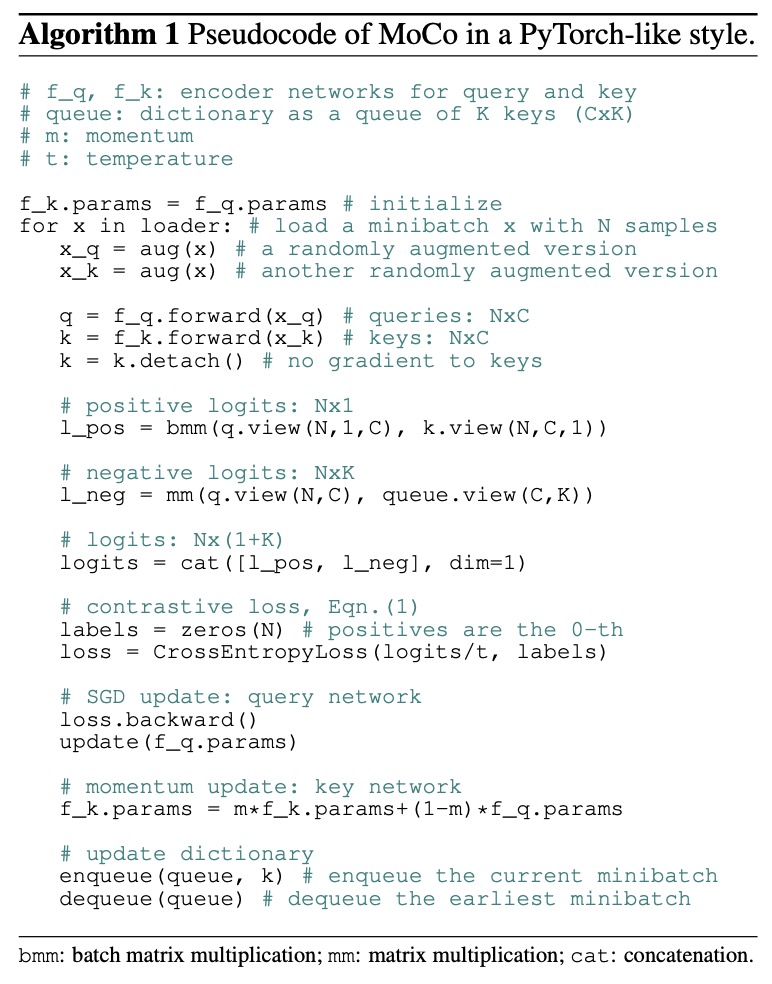 Algorithm 1 Pseudocode of MoCo in a PyTorch-like style.
# f_q, f_k: encoder networks for query and key
# queue: dictionary as a queue of K keys (CxK)
# m: momentum
# t: temperature
f_k.params = f_q.params # initialize
for x in loader: # load a minibatch x with N samples
x_q = aug(x) # a randomly augmented version
x_k = aug(x) # another randomly augmented version
q = f_q.forward(x_q) # queries: NxC
k = f_k.forward(x_k) # keys: NxC
k = k.detach() # no gradient to keys
# positive logits: Nx1
l_pos = bmm(q.view(N,1,C), k.view(N,C,1))
# negative logits: NxK
l_neg = mm(q.view(N,C), queue.view(C,K))
# logits: Nx(1+K)
logits = cat([l_pos, l_neg], dim=1)
# contrastive loss, Eqn.(1)
labels = zeros(N) # positives are the 0-th
loss = CrossEntropyLoss(logits/t, labels)
# SGD update: query network
loss.backward()
update(f_q.params)
# momentum update: key network
f_k.params = m*f_k.params+(1-m)*f_q.params
# update dictionary
enqueue(queue, k) # enqueue the current minibatch
dequeue(queue) # dequeue the earliest minibatch
bmm: batch matrix multiplication; mm: matrix multiplication; cat: concatenation.